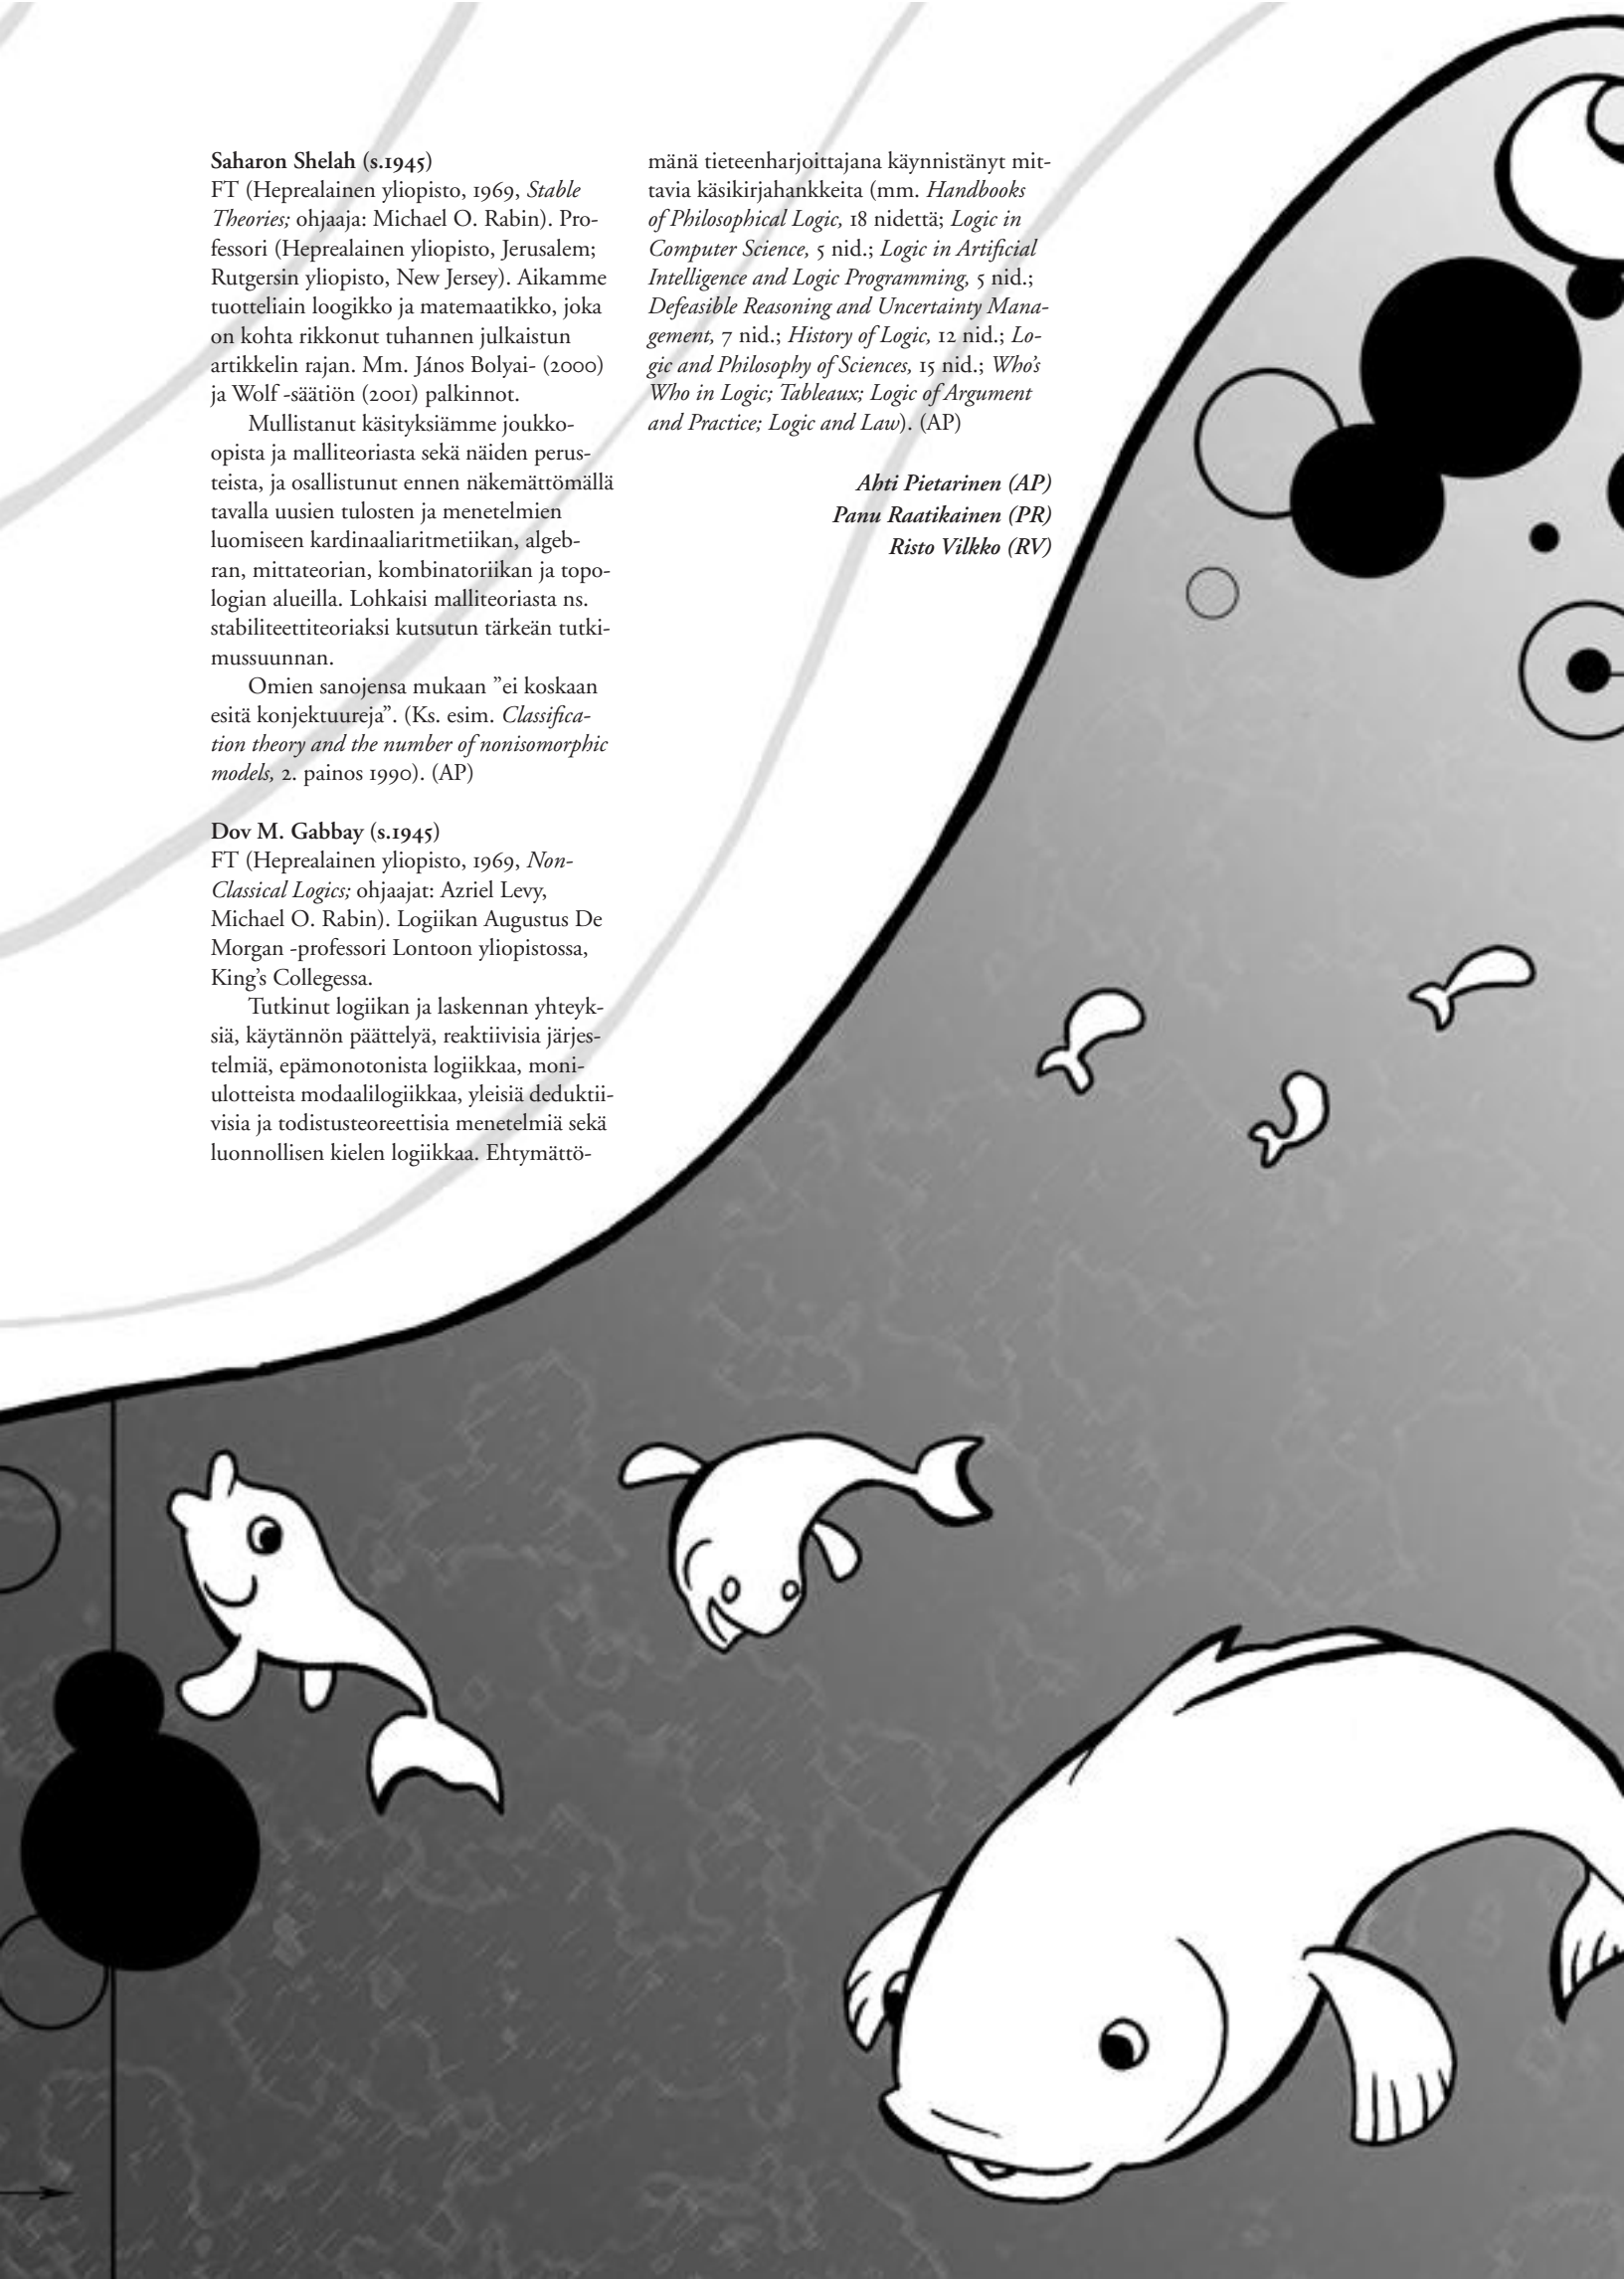 Saharon Shelah (s.1945)
FT (Heprealainen yliopisto, 1969, Stable
Theories; ohjaaja: Michael O. Rabin). Pro-
fessori (Heprealainen yliopisto, Jerusalem;
Rutgersin yliopisto, New Jersey). Aikamme
tuotteliain loogikko ja matemaatikko, joka
on kohta rikkonut tuhannen julkaistun
artikkelin rajan. Mm. János Bolyai- (2000)
ja Wolf -säätiön (2001) palkinnot.
Mullistanut käsityksiämme joukko-
opista ja malliteoriasta sekä näiden perus-
teista, ja osallistunut ennen näkemättömällä
tavalla uusien tulosten ja menetelmien
luomiseen kardinaaliaritmetiikan, algeb-
ran, mittateorian, kombinatoriikan ja topo-
logian alueilla. Lohkaisi malliteoriasta ns.
stabiliteettiteoriaksi kutsutun tärkeän tutki-
mussuunnan.
Omien sanojensa mukaan ”ei koskaan
esitä konjektuureja”. (Ks. esim. Classifica-
tion theory and the number of nonisomorphic
models, 2. painos 1990). (AP)
Dov M. Gabbay (s.1945)
FT (Heprealainen yliopisto, 1969, Non-
Classical Logics; ohjaajat: Azriel Levy,
Michael O. Rabin). Logiikan Augustus De
Morgan -professori Lontoon yliopistossa,
King’s Collegessa.
Tutkinut logiikan ja laskennan yhteyk-
siä, käytännön päättelyä, reaktiivisia järjes-
telmiä, epämonotonista logiikkaa, moni-
ulotteista modaalilogiikkaa, yleisiä deduktii-
visia ja todistusteoreettisia menetelmiä sekä
luonnollisen kielen logiikkaa. Ehtymättö-
mänä tieteenharjoittajana käynnistänyt mit-
tavia käsikirjahankkeita (mm. Handbooks
of Philosophical Logic, 18 nidettä; Logic in
Computer Science, 5 nid.; Logic in Artificial
Intelligence and Logic Programming, 5 nid.;
Defeasible Reasoning and Uncertainty Mana-
gement, 7 nid.; History of Logic, 12 nid.; Lo-
gic and Philosophy of Sciences, 15 nid.; Who’s
Who in Logic; Tableaux; Logic of Argument
and Practice; Logic and Law). (AP)
Ahti Pietarinen (AP)
Panu Raatikainen (PR)
Risto Vilkko (RV)